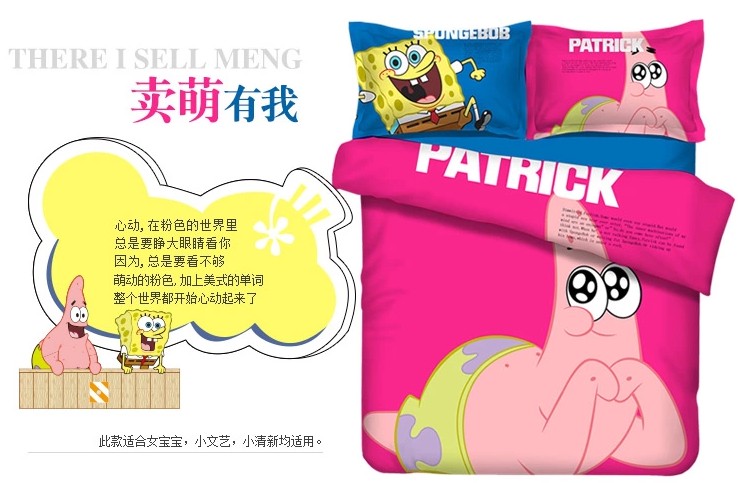 THERE I SELL MENG
卖萌有我
SPONGEBOB
PATRICK
PATRICK
心动, 在粉色的世界里
总是要睁大眼睛看你
因为, 总是要看不够
萌动的粉色, 加上美式的单词
整个世界都开始心动起来了
此款适合女宝宝，小文艺，小清新均适用。